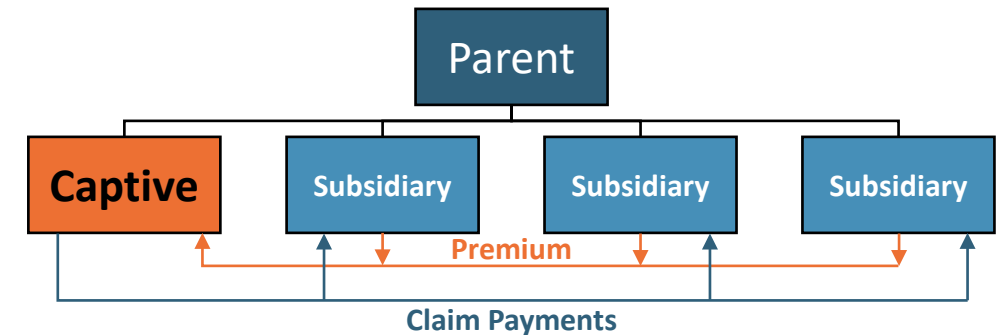 Parent
Captive
Subsidiary
Subsidiary
Subsidiary
Premium
Claim Payments